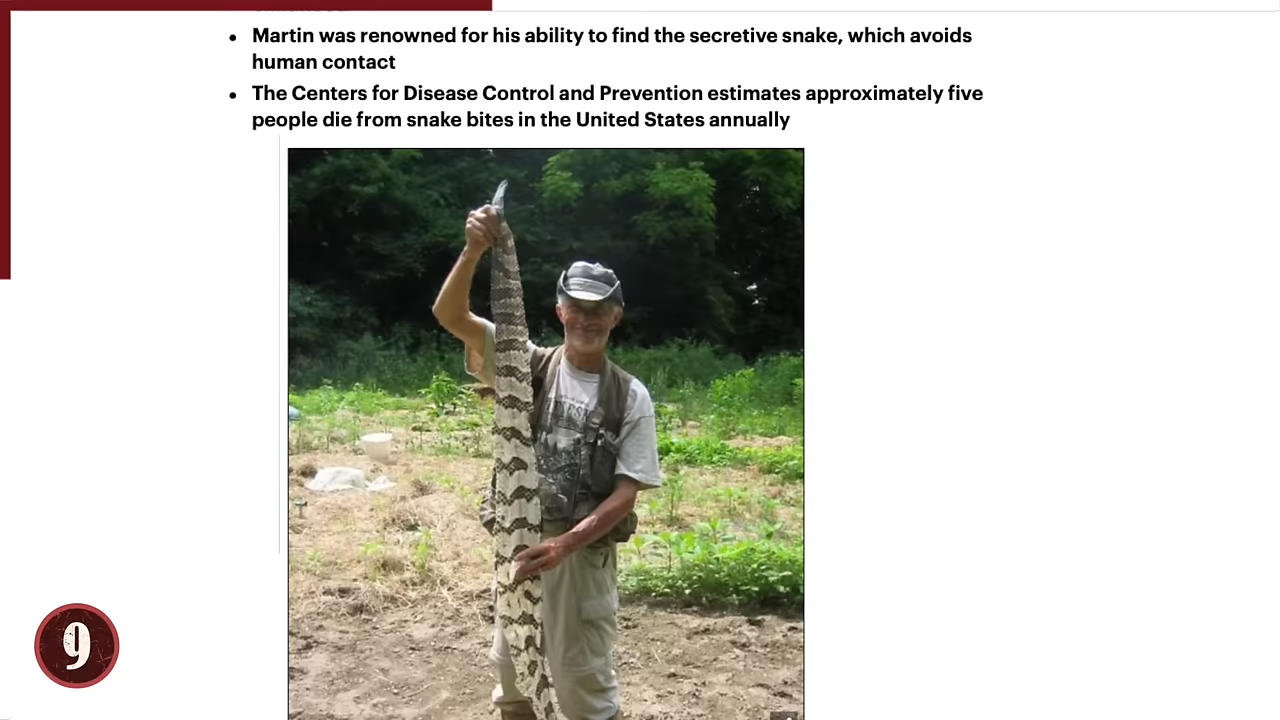 Martin was renowned for his ability to find the secretive snake, which avoids
human contact
The Centers for Disease Control and Prevention estimates approximately five
people die from snake bites in the United States annually
9